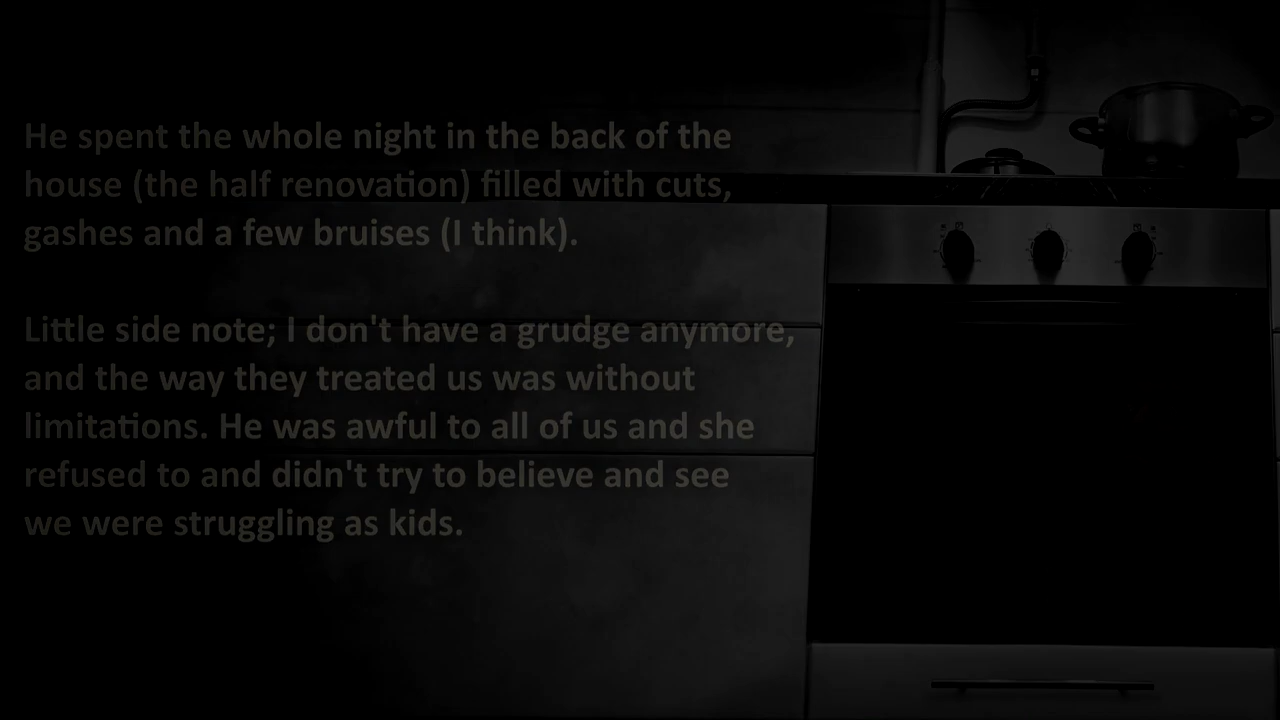 He spent the whole night in the back of the
house (the half renovation) filled with cuts,
gashes and a few bruises (I think).
Little side note; I don't have a grudge anymore,
and the way they treated us was without
limitations. He was awful to all of us and she
refused to and didn't try to believe and see
we were struggling as kids.